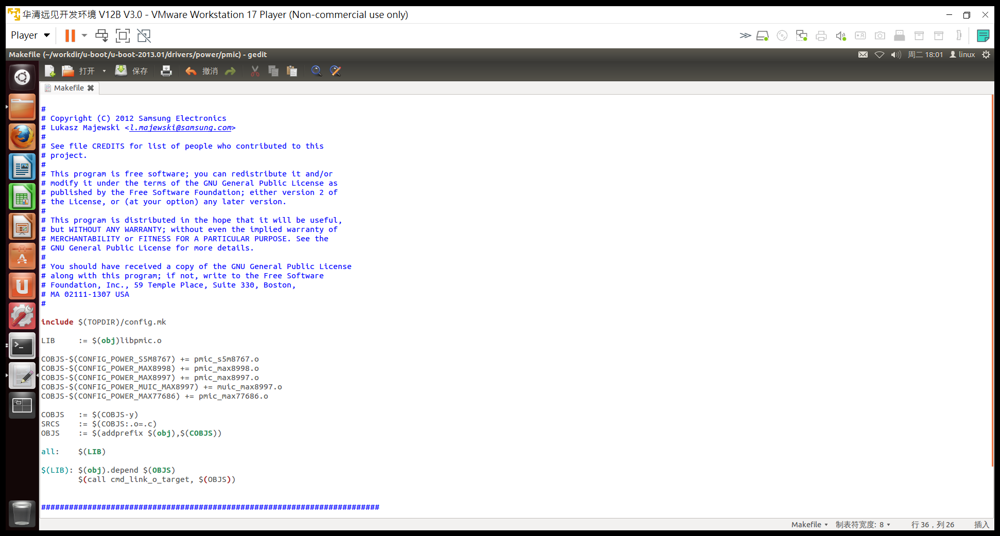 华清远见开发环境 V12B V3.0 - VMware Workstation 17 Player (Non-commercial use only)
Player
Makefile (~/workdir/u-boot/u-boot-2013.01/drivers/power/pmic) - gedit
周二 18:01 linux
打开 保存 撤消
Makefile
#
# Copyright (C) 2012 Samsung Electronics
# Lukasz Majewski <l.majewski@samsung.com>
#
# See file CREDITS for list of people who contributed to this
# project.
#
# This program is free software; you can redistribute it and/or
# modify it under the terms of the GNU General Public License as
# published by the Free Software Foundation; either version 2 of
# the License, or (at your option) any later version.
#
# This program is distributed in the hope that it will be useful,
# but WITHOUT ANY WARRANTY; without even the implied warranty of
# MERCHANTABILITY or FITNESS FOR A PARTICULAR PURPOSE. See the
# GNU General Public License for more details.
#
# You should have received a copy of the GNU General Public License
# along with this program; if not, write to the Free Software
# Foundation, Inc., 59 Temple Place, Suite 330, Boston,
# MA 02111-1307 USA
#
include $(TOPDIR)/config.mk
LIB := $(obj)libpmic.o
COBJS-$(CONFIG_POWER_S5M8767) += pmic_s5m8767.o
COBJS-$(CONFIG_POWER_MAX8998) += pmic_max8998.o
COBJS-$(CONFIG_POWER_MAX8997) += pmic_max8997.o
COBJS-$(CONFIG_POWER_MUIC_MAX8997) += muic_max8997.o
COBJS-$(CONFIG_POWER_MAX77686) += pmic_max77686.o
COBJS := $(COBJS-y)
SRCS := $(COBJS:.o=.c)
OBJS := $(addprefix $(obj),$(COBJS))
all: $(LIB)
$(LIB): $(obj).depend $(OBJS)
$(call cmd_link_o_target, $(OBJS))
#########################################################################
Makefile 制表符宽度: 8 行 36，列 26 插入